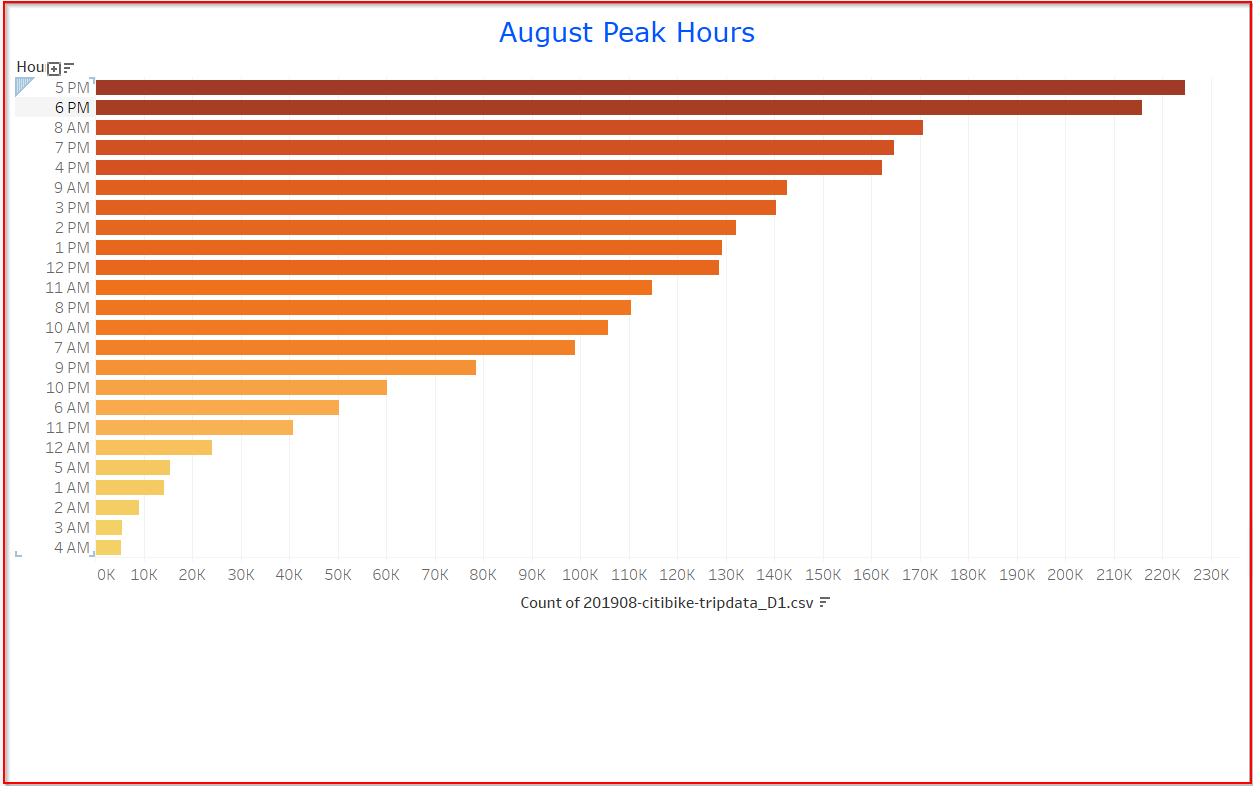 August Peak Hours
Hou
5 PM
6 PM
8 AM
7 PM
4 PM
9 AM
3 PM
2 PM
1 PM
12 PM
11 AM
8 PM
10 AM
7 AM
9 PM
10 PM
6 AM
11 PM
12 AM
5 AM
1 AM
2 AM
3 AM
4 AM
0K 10K 20K 30K 40K 50K 60K 70K 80K 90K 100K 110K 120K 130K 140K 150K 160K 170K 180K 190K 200K 210K 220K 230K
Count of 201908-citibike-tripdata_D1.csv